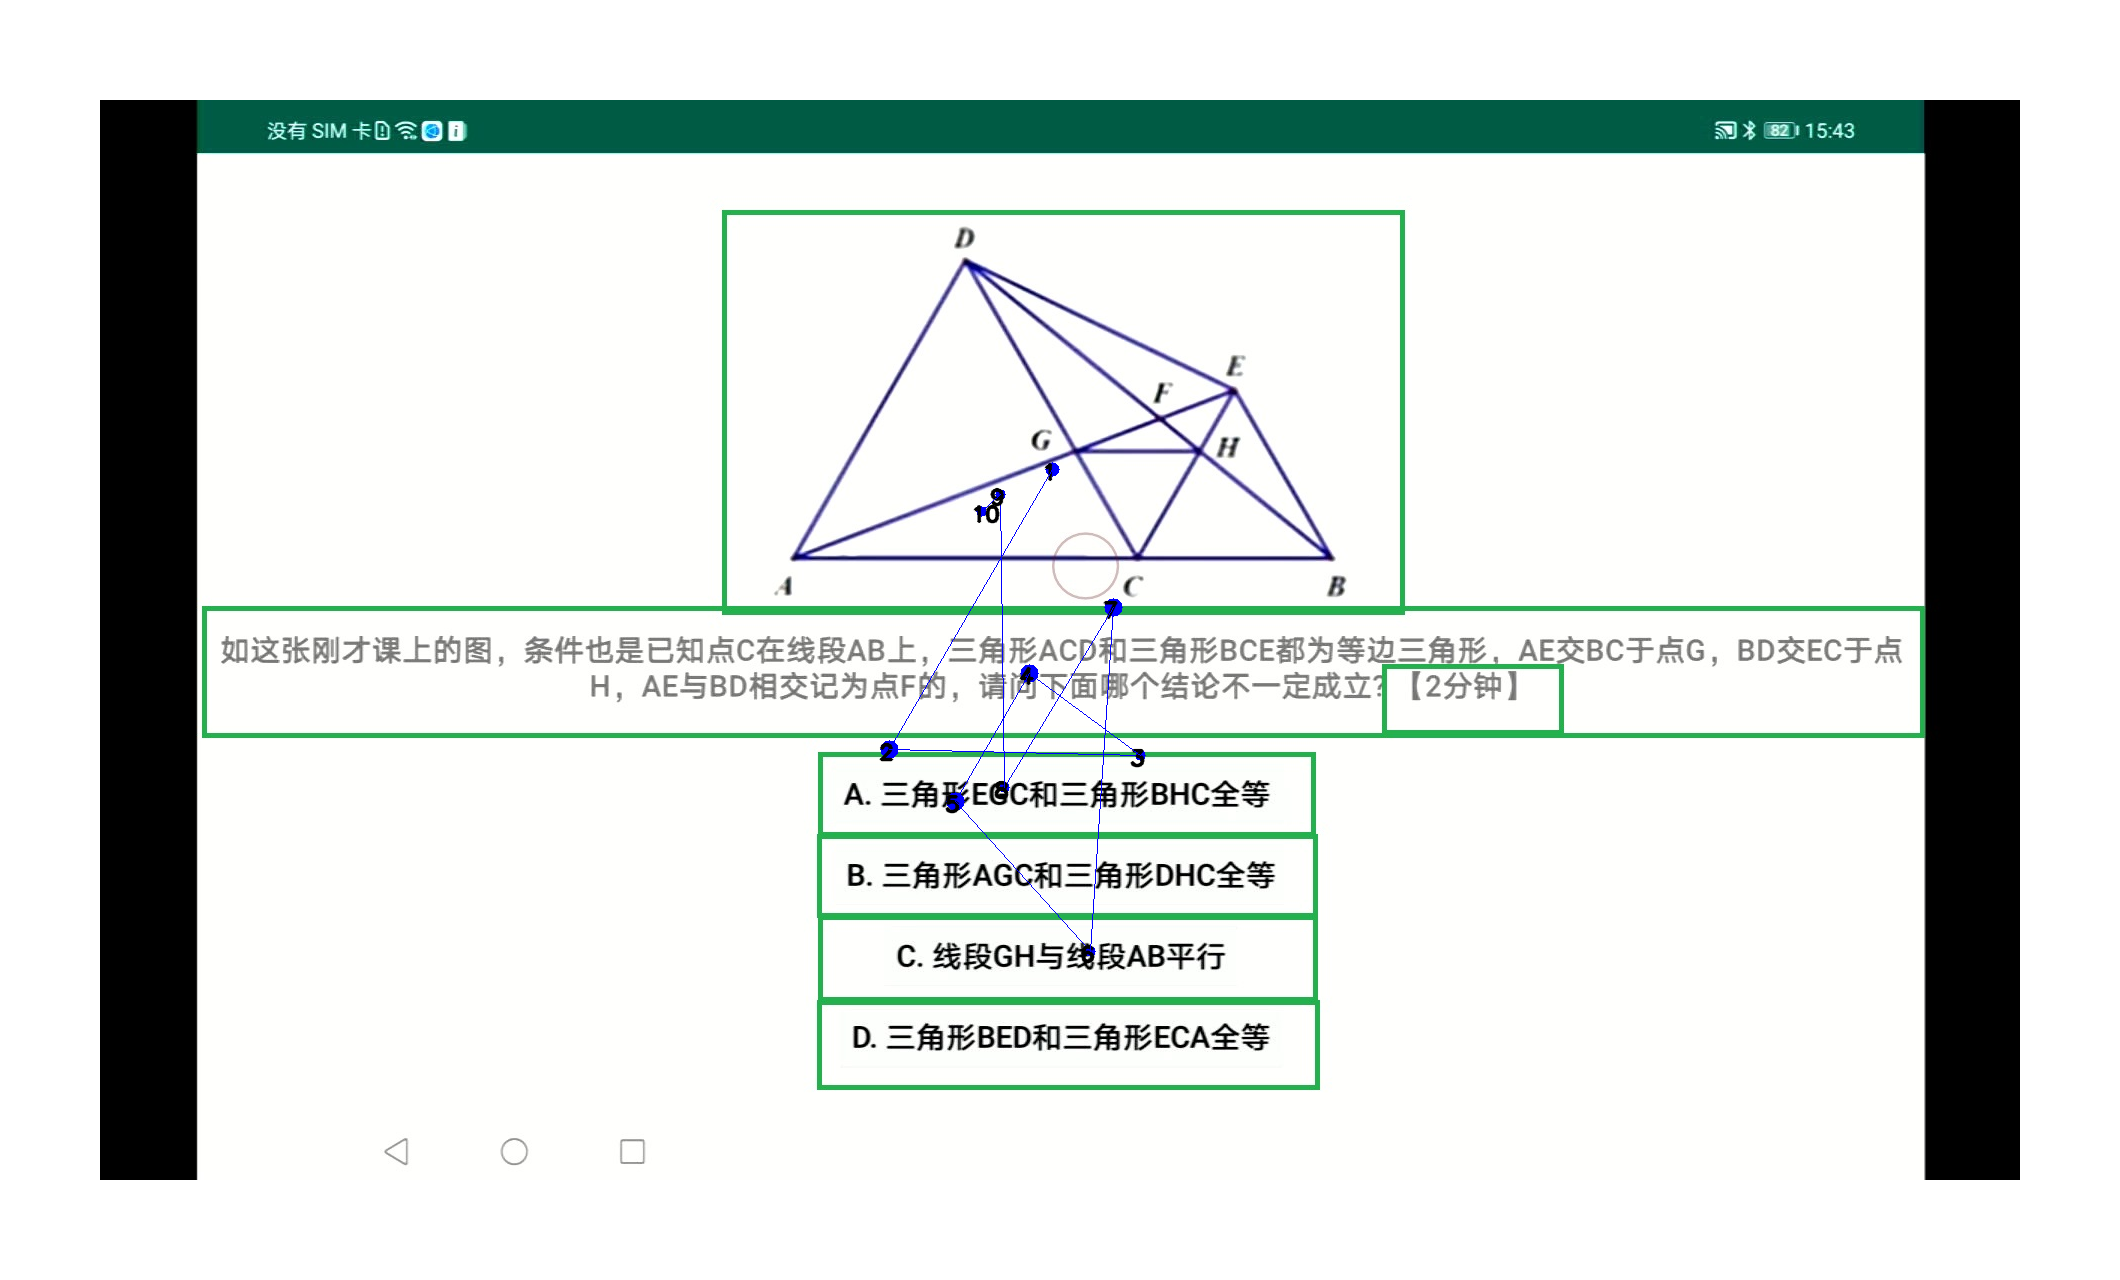 没有 SIM 卡
82 15:43
D
E
F
G
H
A
C
B
1
9
10
7
如这张刚才课上的图，条件也是已知点C在线段AB上，三角形ACD和三角形BCE都为等边三角形，AE交BC于点G，BD交EC于点
H，AE与BD相交记为点F的，请问下面哪个结论不一定成立？【2分钟】
4
2
3
A. 三角形EGC和三角形BHC全等
5
8
B. 三角形AGC和三角形DHC全等
C. 线段GH与线段AB平行
6
D. 三角形BED和三角形ECA全等